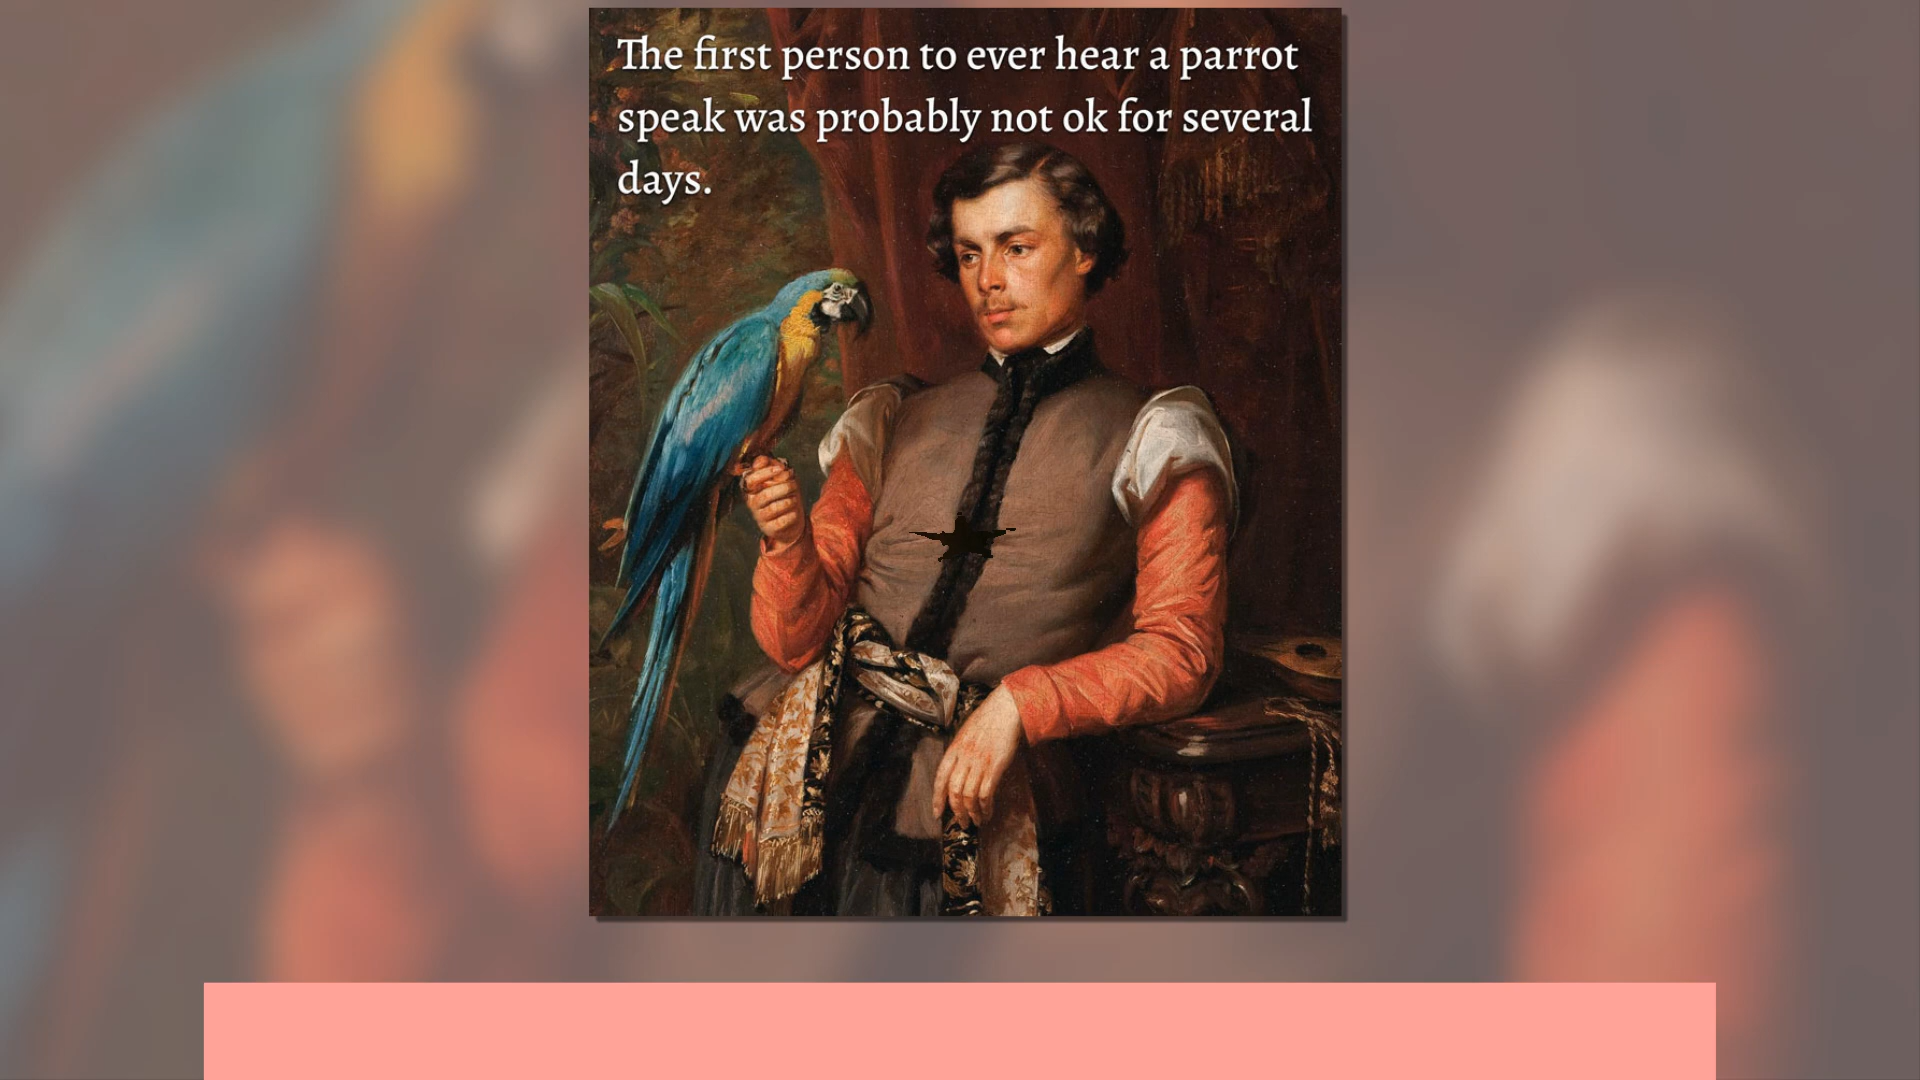 The first person to ever hear a parrot
speak was probably not ok for several
days.